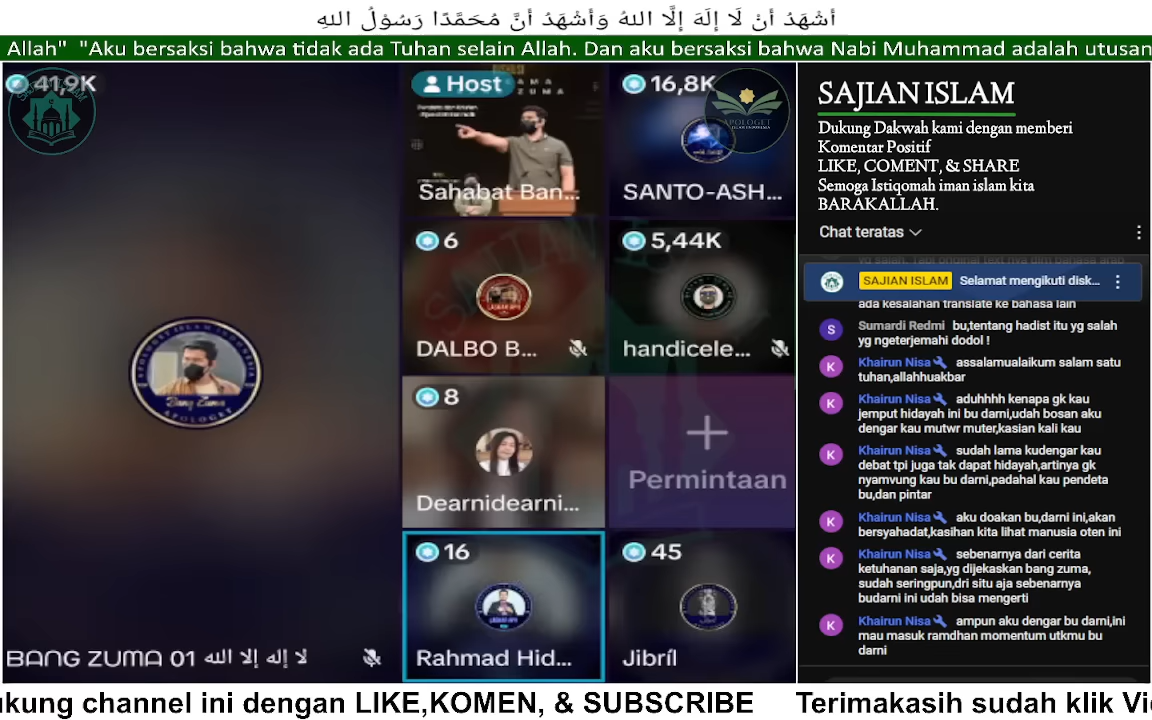 أشْهَدُ أنْ لَا إلَهَ إلَّا اللهُ وَأشْهَدُ أنَّ مُحَمَّدًا رَسُوْلُ اللهِ
Allah" "Aku bersaksi bahwa tidak ada Tuhan selain Allah. Dan aku bersaksi bahwa Nabi Muhammad adalah utusan
41,9K
BANG ZUMA 01 لا إله إلا الله
Host
Sahabat Ban...
16,8K
APOLOGET
SANTO-ASH...
6
DALBO B...
5,44K
handicele...
8
Dearnidearni...
Permintaan
16
Rahmad Hid...
45
Jibríl
SAJIAN ISLAM
Dukung Dakwah kami dengan memberi
Komentar Positif
LIKE, COMENT, & SHARE
Semoga Istiqomah iman islam kita
BARAKALLAH.
Chat teratas
SAJIAN ISLAM Selamat mengikuti disk...
ada kesalahan translate ke bahasa lain
S Sumardi Redmi bu,tentang hadist itu yg salah
yg ngeterjemahi dodol !
K Khairun Nisa assalamualaikum salam satu
tuhan,allahhuakbar
K Khairun Nisa aduhhhh kenapa gk kau
jemput hidayah ini bu darni,udah bosan aku
dengar kau mutwr muter,kasian kali kau
K Khairun Nisa sudah lama kudengar kau
debat tpi juga tak dapat hidayah,artinya gk
nyamvung kau bu darni,padahal kau pendeta
bu,dan pintar
K Khairun Nisa aku doakan bu,darni ini,akan
bersyahadat,kasihan kita lihat manusia oten ini
K Khairun Nisa sebenarnya dari cerita
ketuhanan saja,yg dijekaskan bang zuma,
sudah seringpun,dri situ aja sebenarnya
budarni ini udah bisa mengerti
K Khairun Nisa ampun aku dengar bu darni,ini
mau masuk ramdhan momentum utkmu bu
darni
ukung channel ini dengan LIKE,KOMEN, & SUBSCRIBE Terimakasih sudah klik Vi